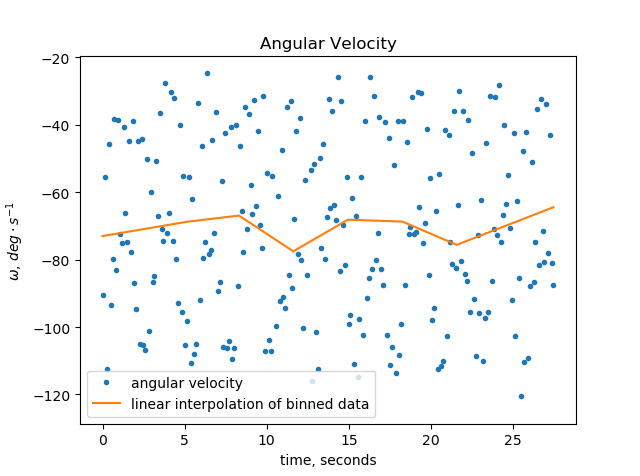 Angular Velocity
ω, deg · s⁻¹
−20
−40
−60
−80
−100
−120
angular velocity
linear interpolation of binned data
0 5 10 15 20 25
time, seconds